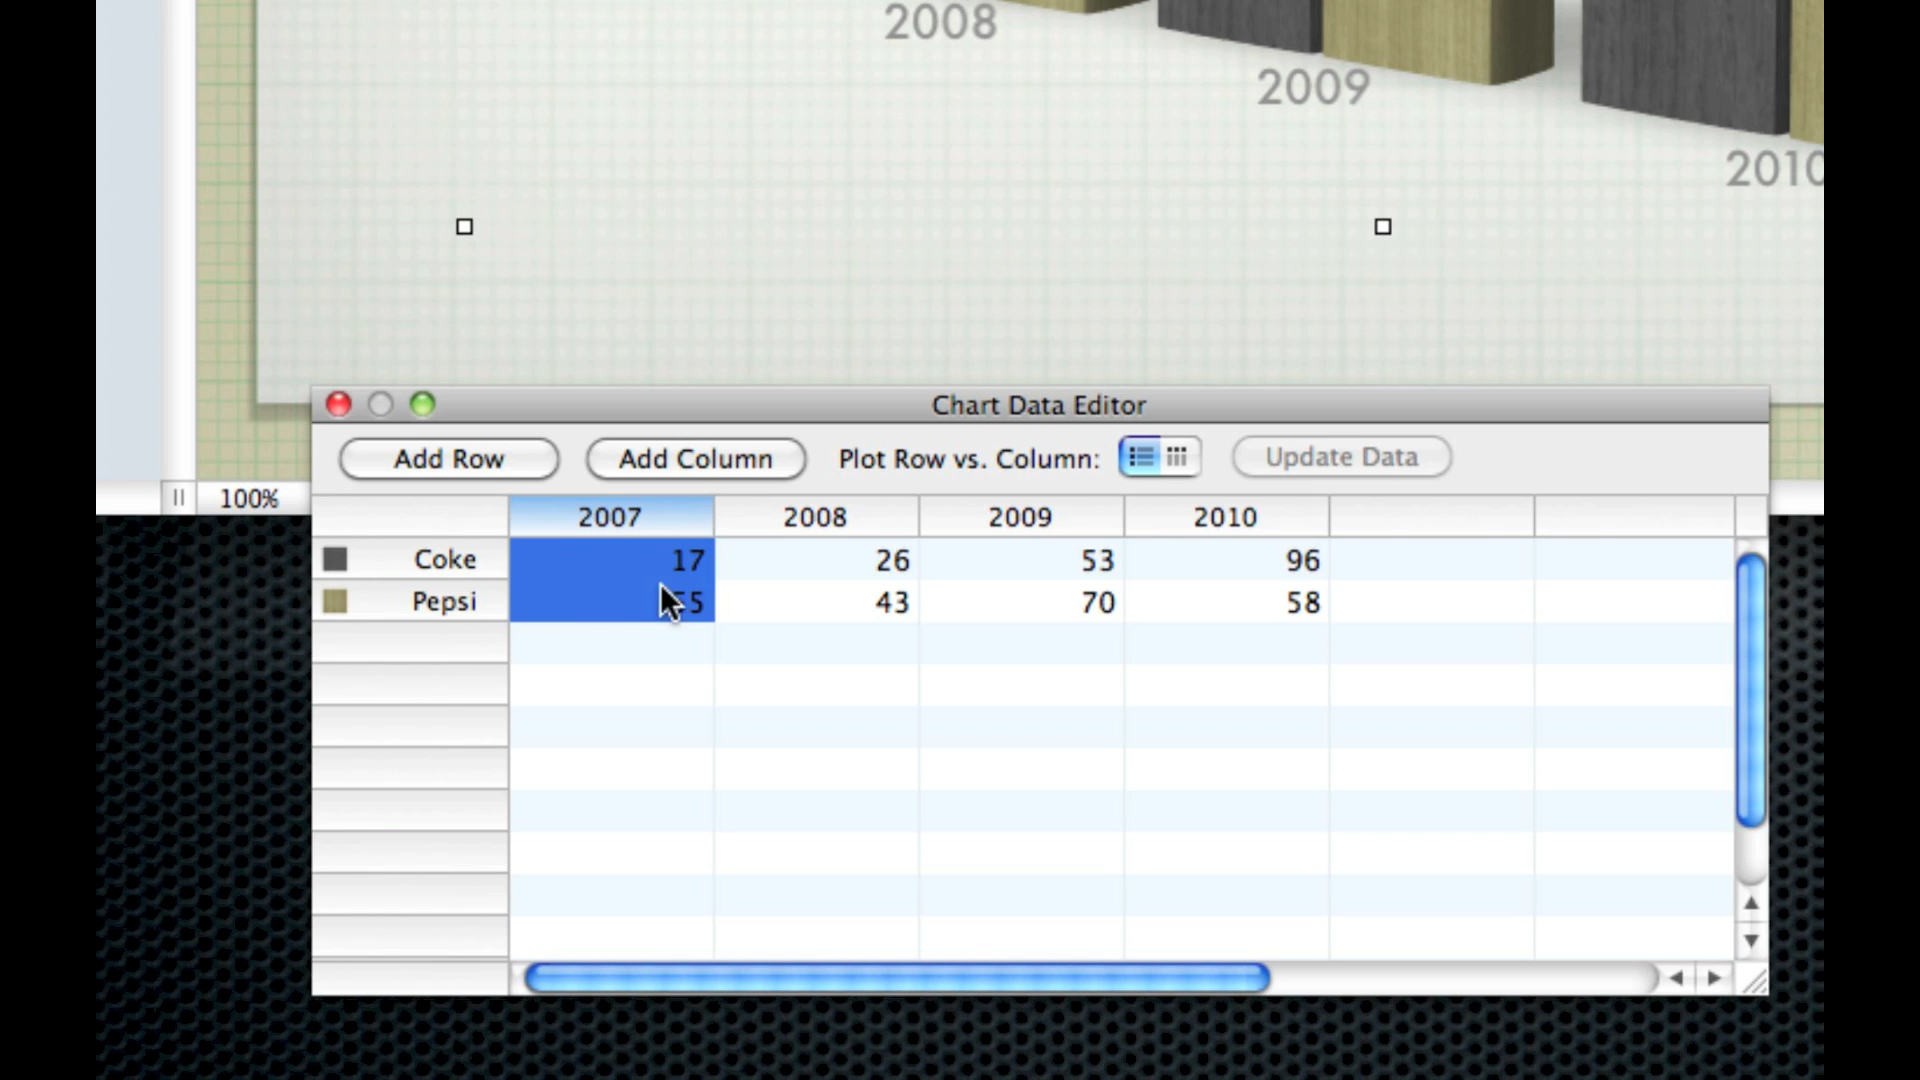 2008
2009
2010
Chart Data Editor
Add Row Add Column Plot Row vs. Column: Update Data
100%
2007 2008 2009 2010
Coke 17 26 53 96
Pepsi 43 70 58